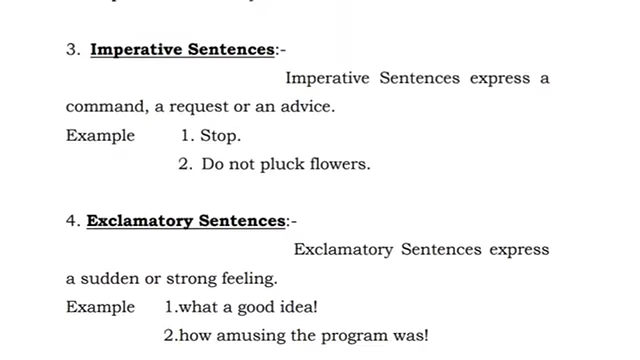 3. Imperative Sentences:-
Imperative Sentences express a
command, a request or an advice.
Example 1. Stop.
2. Do not pluck flowers.
4. Exclamatory Sentences:-
Exclamatory Sentences express
a sudden or strong feeling.
Example 1.what a good idea!
2.how amusing the program was!